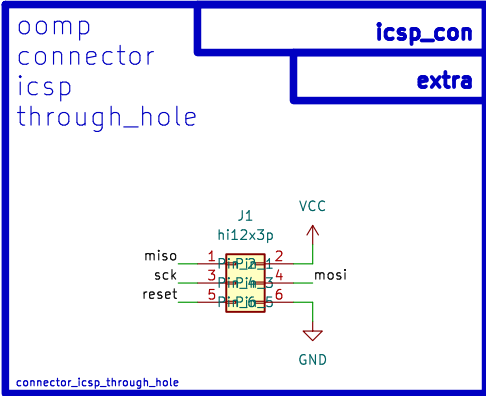 oomp
connector
icsp
through_hole
icsp_con
extra
J1
hi12x3p
VCC
miso 1 2
sck 3 4 mosi
reset 5 6
GND
connector_icsp_through_hole